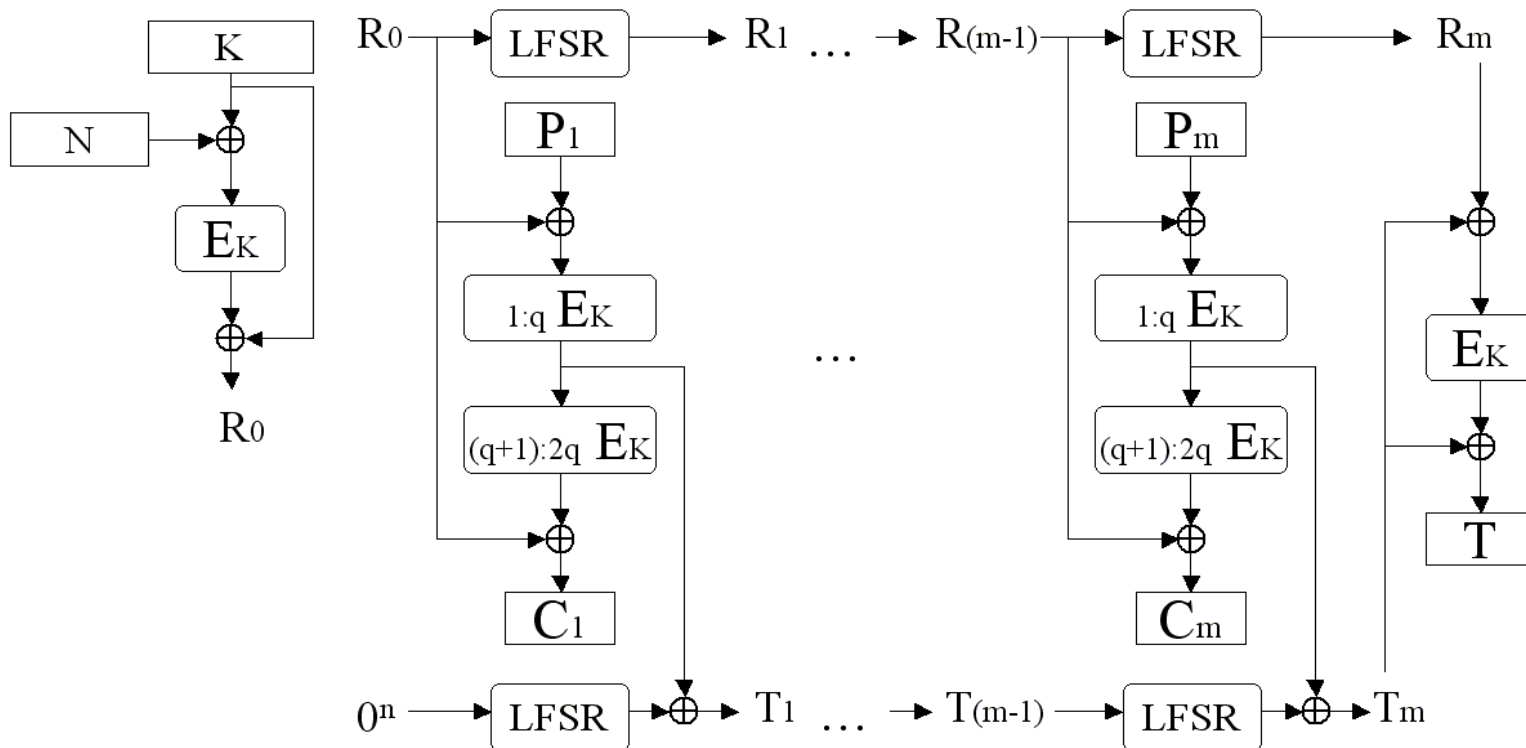 K
N
EK
R0
R0 LFSR R1 ... R(m-1) LFSR Rm
P1 Pm
1:q EK 1:q EK
...
EK
(q+1):2q EK (q+1):2q EK
T
C1 Cm
0ⁿ LFSR T1 ... T(m-1) LFSR Tm